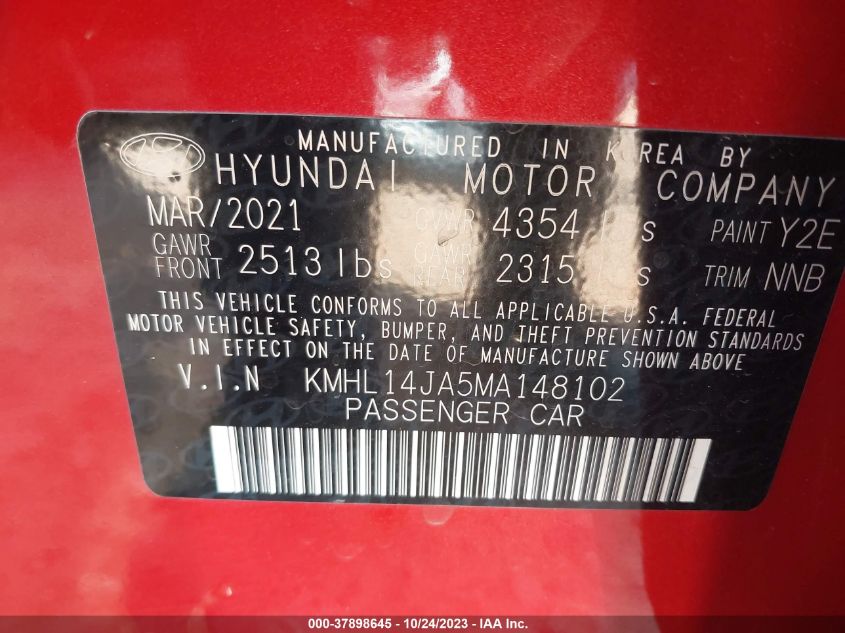 MANUFACTURED IN KOREA BY
HYUNDAI MOTOR COMPANY
MAR/2021 GVWR 4354 lbs PAINT Y2E
GAWR FRONT 2513 lbs GAWR REAR 2315 lbs TRIM NNB
THIS VEHICLE CONFORMS TO ALL APPLICABLE U.S.A. FEDERAL
MOTOR VEHICLE SAFETY, BUMPER, AND THEFT PREVENTION STANDARDS
IN EFFECT ON THE DATE OF MANUFACTURE SHOWN ABOVE
V.I.N KMHL14JA5MA148102
PASSENGER CAR
000-37898645 - 10/24/2023 - IAA Inc.